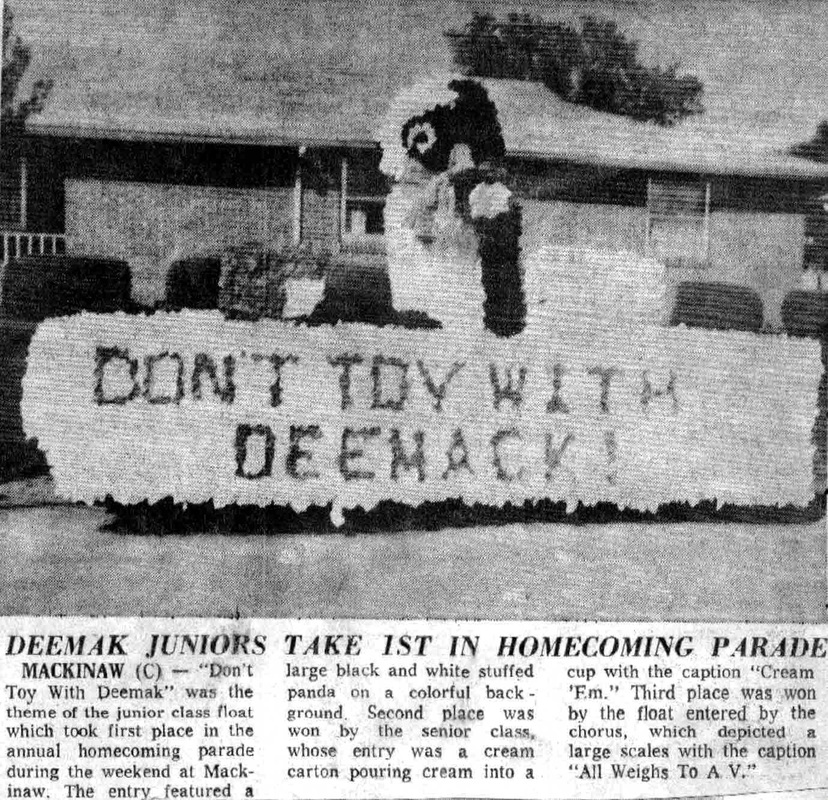 DON'T TOY WITH
DEEMACK!
DEEMAK JUNIORS TAKE 1ST IN HOMECOMING PARADE
MACKINAW (C) — "Don't
Toy With Deemak" was the
theme of the junior class float
which took first place in the
annual homecoming parade
during the weekend at Mack-
inaw. The entry featured a
large black and white stuffed
panda on a colorful back-
ground. Second place was
won by the senior class,
whose entry was a cream
carton pouring cream into a
cup with the caption "Cream
'Em." Third place was won
by the float entered by the
chorus, which depicted a
large scales with the caption
"All Weighs To A V."